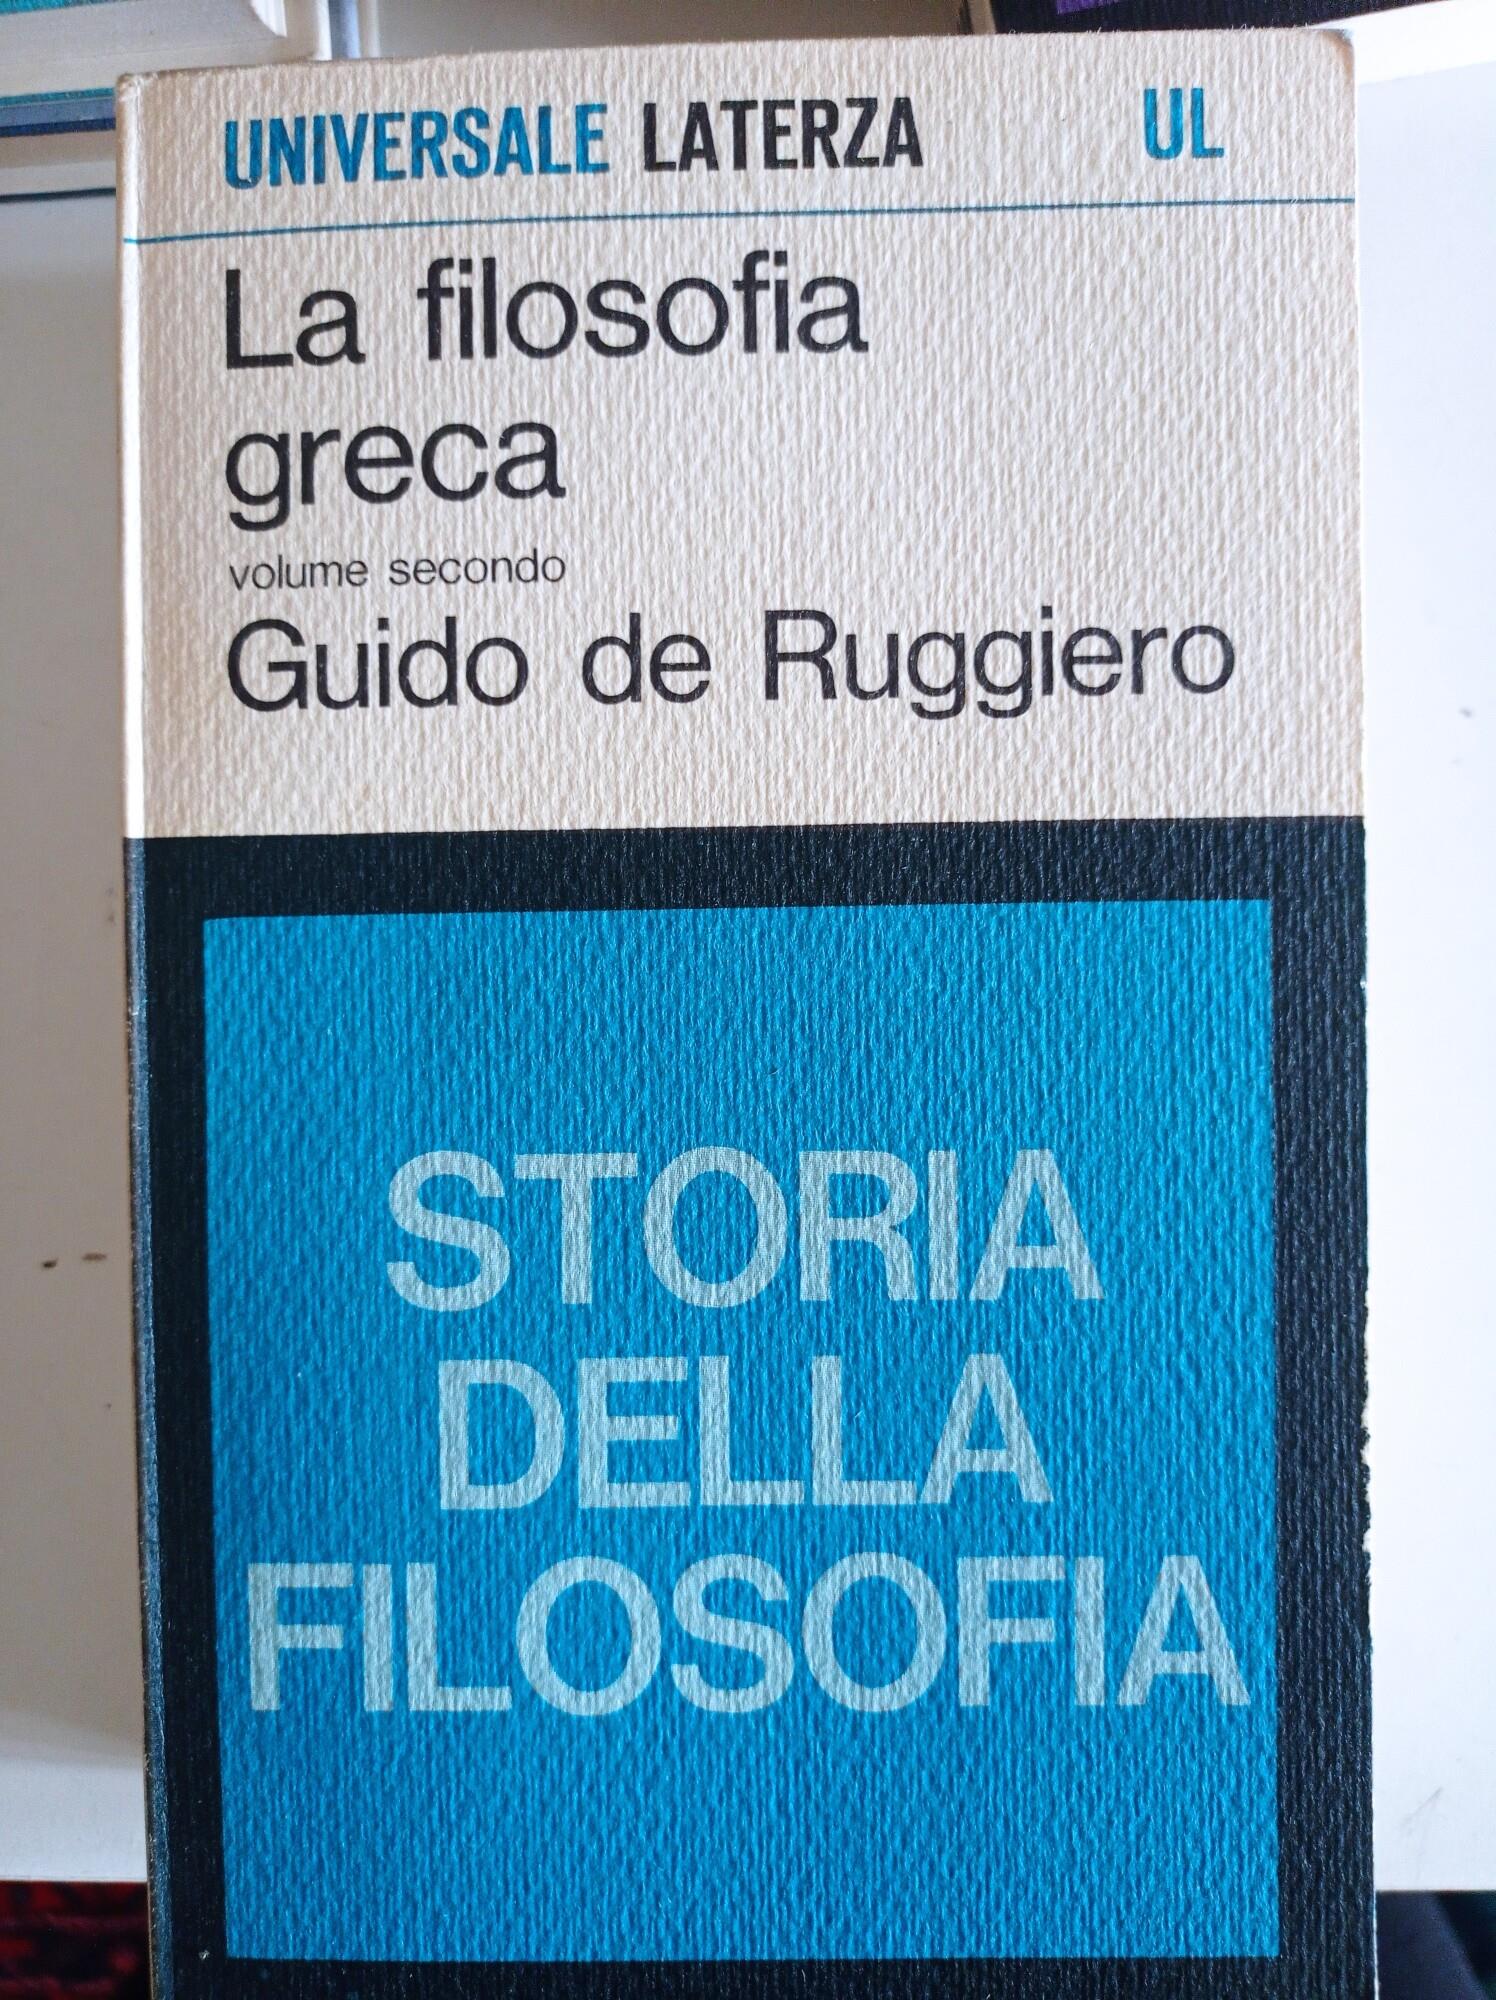 UNIVERSALE LATERZA UL
La filosofia
greca
volume secondo
Guido de Ruggiero
STORIA
DELLA
FILOSOFIA